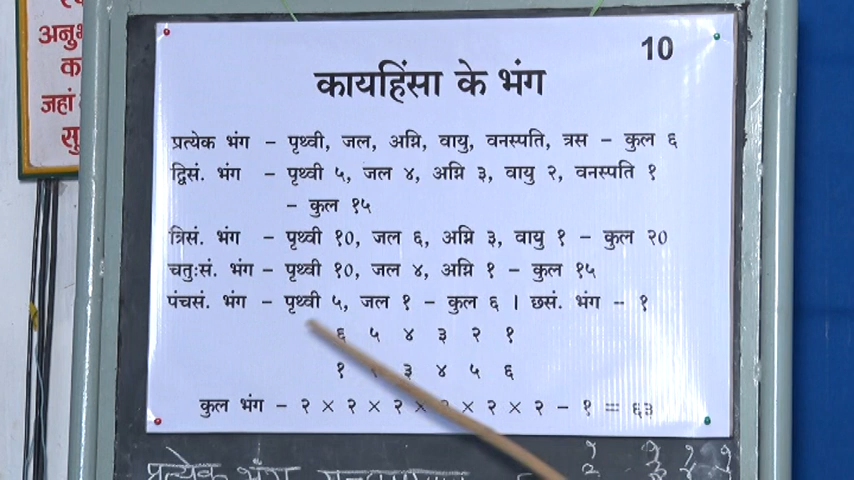 अनुभ
क
जहां
सु
10
कायहिंसा के भंग
प्रत्येक भंग – पृथ्वी, जल, अग्नि, वायु, वनस्पति, त्रस – कुल ६
द्विसं. भंग – पृथ्वी ५, जल ४, अग्नि ३, वायु २, वनस्पति १
– कुल १५
त्रिसं. भंग – पृथ्वी १०, जल ६, अग्नि ३, वायु १ – कुल २०
चतुःसं. भंग – पृथ्वी १०, जल ४, अग्नि १ – कुल १५
पंचसं. भंग – पृथ्वी ५, जल १ – कुल ६ । छसं. भंग – १
६ ५ ४ ३ २ १
१ ३ ४ ५ ६
कुल भंग – २ × २ × २ × × २ × २ – १ = ६३
प्रत्येक भंग